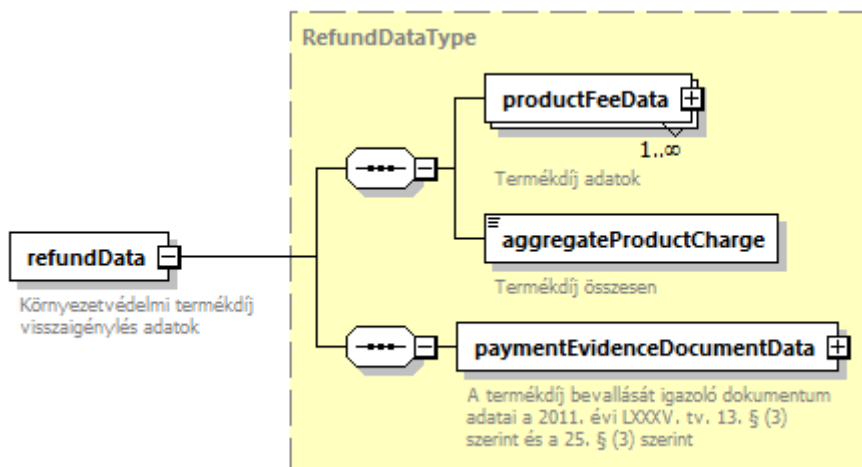 RefundDataType
productFeeData
1..∞
Termékdíj adatok
aggregateProductCharge
Termékdíj összesen
refundData
Környezetvédelmi termékdíj
visszaigénylés adatok
paymentEvidenceDocumentData
A termékdíj bevallását igazoló dokumentum
adatai a 2011. évi LXXXV. tv. 13. § (3)
szerint és a 25. § (3) szerint